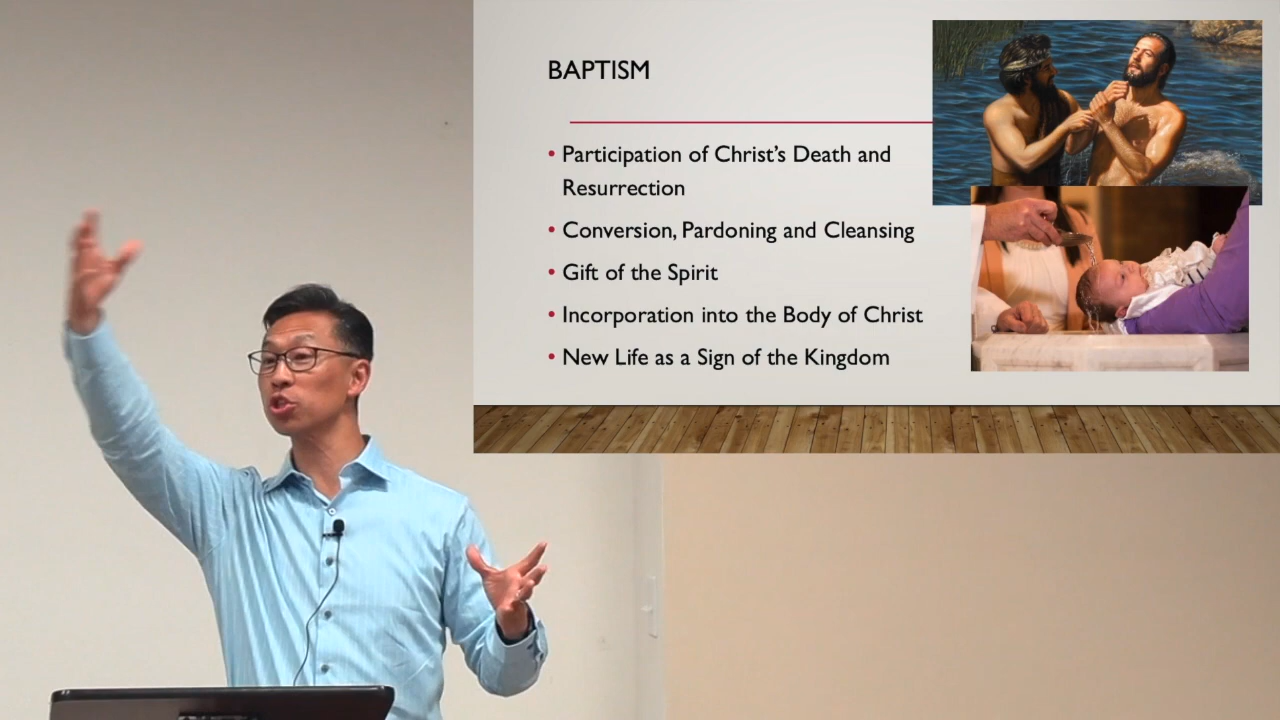 BAPTISM
• Participation of Christ's Death and
Resurrection
• Conversion, Pardoning and Cleansing
• Gift of the Spirit
• Incorporation into the Body of Christ
• New Life as a Sign of the Kingdom